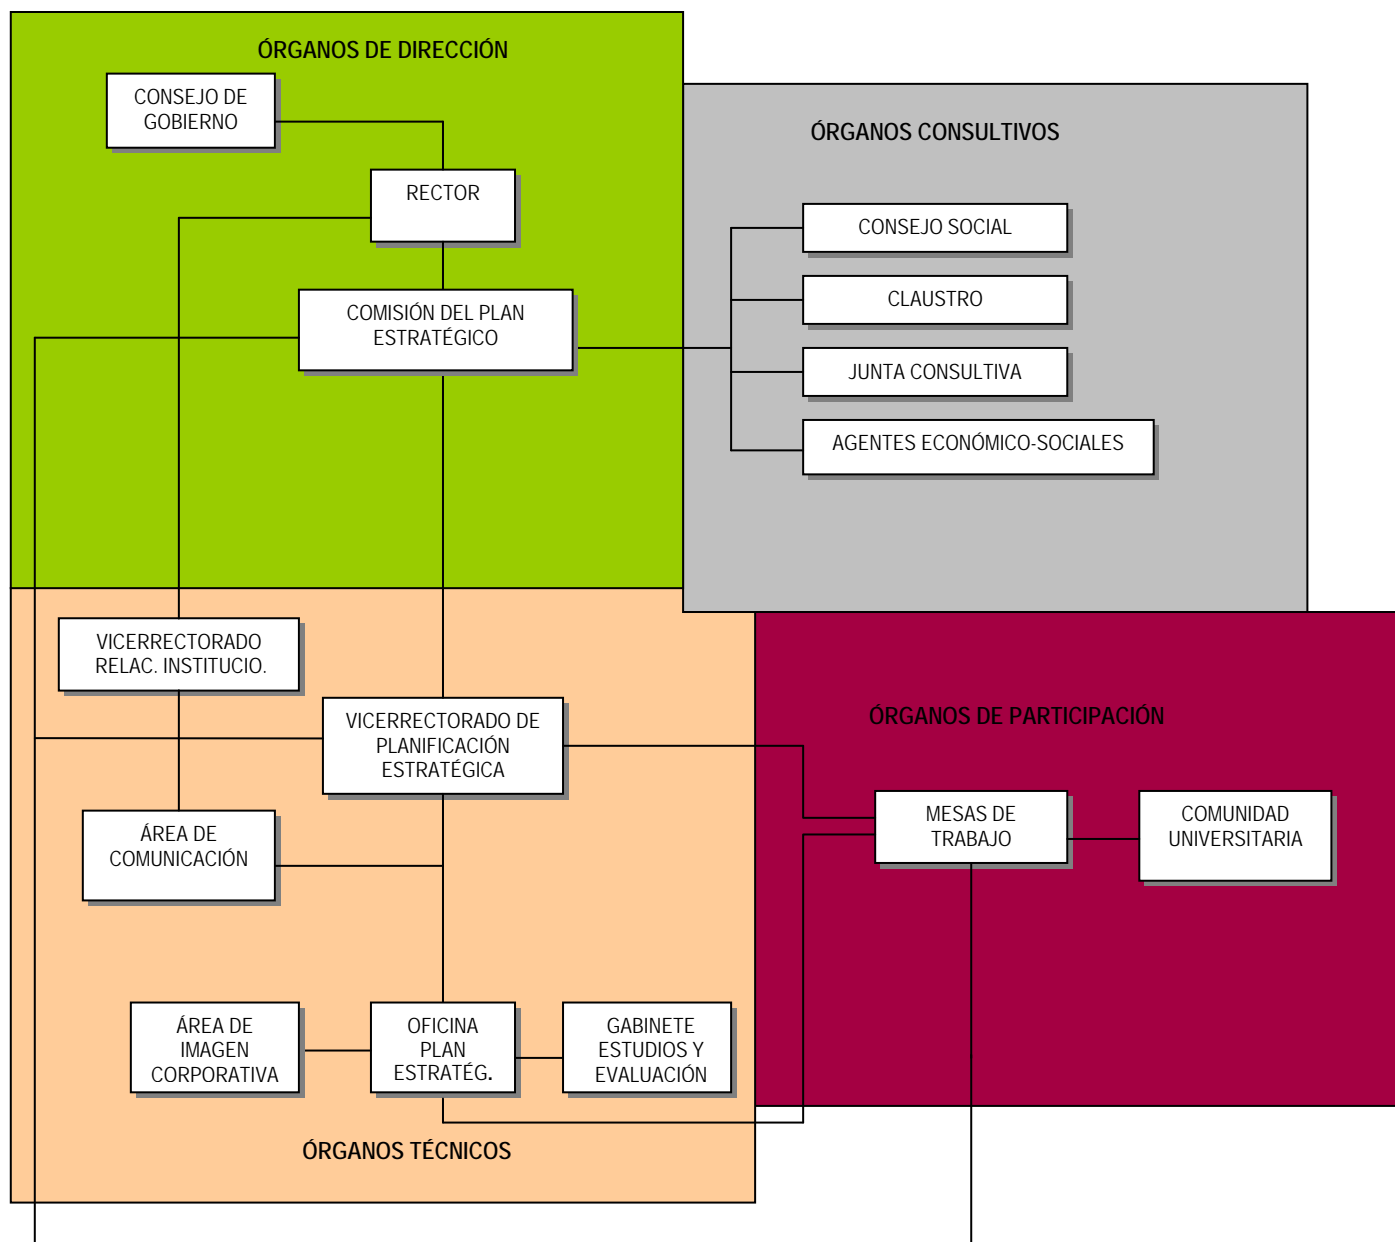 ÓRGANOS DE DIRECCIÓN
CONSEJO DE
GOBIERNO
RECTOR
COMISIÓN DEL PLAN
ESTRATÉGICO
ÓRGANOS CONSULTIVOS
CONSEJO SOCIAL
CLAUSTRO
JUNTA CONSULTIVA
AGENTES ECONÓMICO-SOCIALES
VICERRECTORADO
RELAC. INSTITUCIO.
VICERRECTORADO DE
PLANIFICACIÓN
ESTRATÉGICA
ÁREA DE
COMUNICACIÓN
ÁREA DE
IMAGEN
CORPORATIVA
OFICINA
PLAN
ESTRATÉG.
GABINETE
ESTUDIOS Y
EVALUACIÓN
ÓRGANOS TÉCNICOS
ÓRGANOS DE PARTICIPACIÓN
MESAS DE
TRABAJO
COMUNIDAD
UNIVERSITARIA